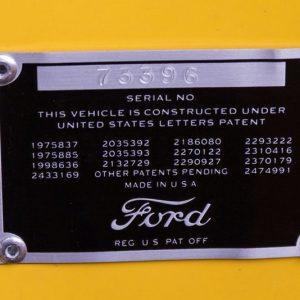 73396
SERIAL NO
THIS VEHICLE IS CONSTRUCTED UNDER
UNITED STATES LETTERS PATENT
1975837 2035392 2186080 2293222
1975885 2035393 2270122 2310416
1998636 2132729 2290927 2370179
2433169 OTHER PATENTS PENDING 2474991
MADE IN U S A
Ford
REG U S PAT OFF